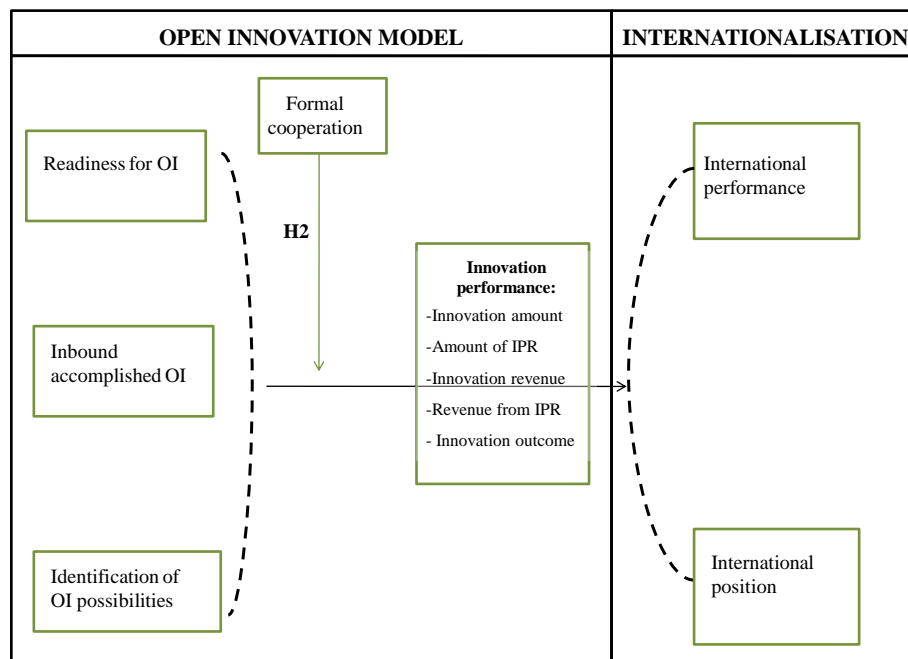 OPEN INNOVATION MODEL
INTERNATIONALISATION
Formal
cooperation
Readiness for OI
International
performance
H2
Innovation
performance:
-Innovation amount
-Amount of IPR
-Innovation revenue
-Revenue from IPR
- Innovation outcome
Inbound
accomplished OI
Identification of
OI possibilities
International
position